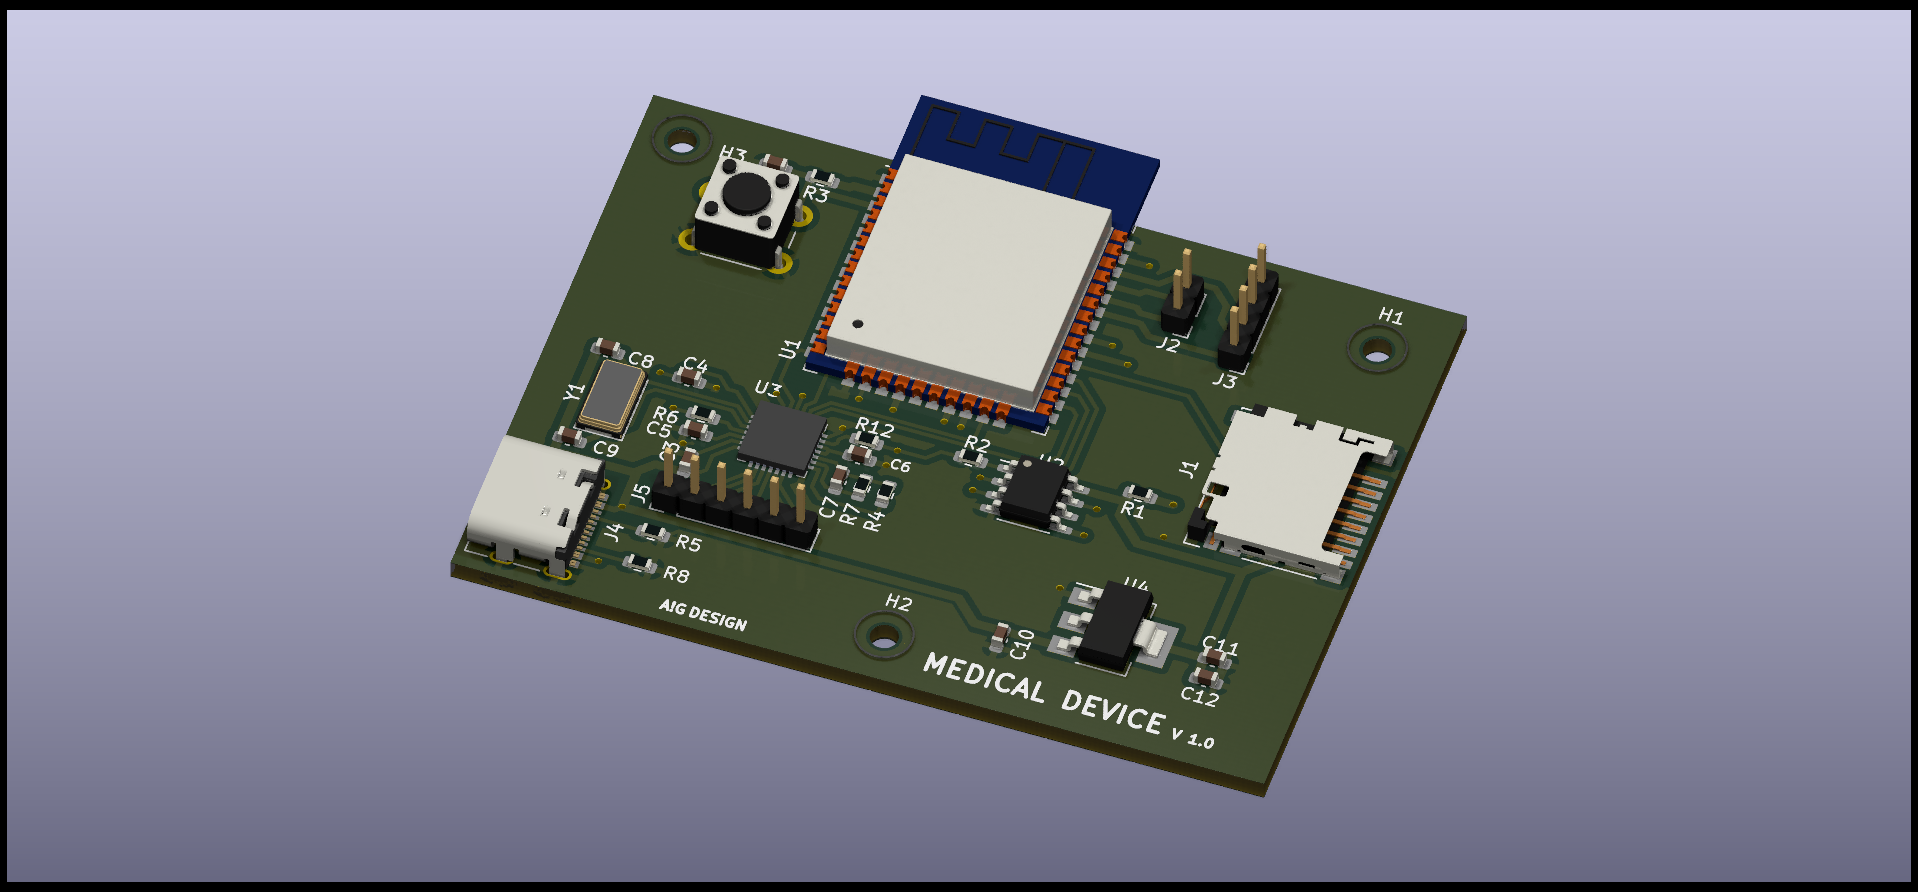 H3
R3
H1
J2
J3
U1
C8
C4
Y1
U3
R6
C5
R12
C9
C6
R2
J1
J5
C7
R7
R4
R1
J4
R5
R8
H2
AIG DESIGN
U4
C10
C11
C12
MEDICAL DEVICE v 1.0